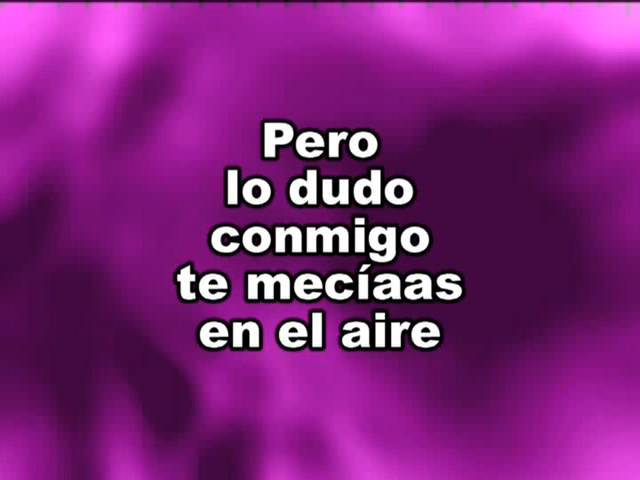 Pero
lo dudo
conmigo
te mecíaas
en el aire